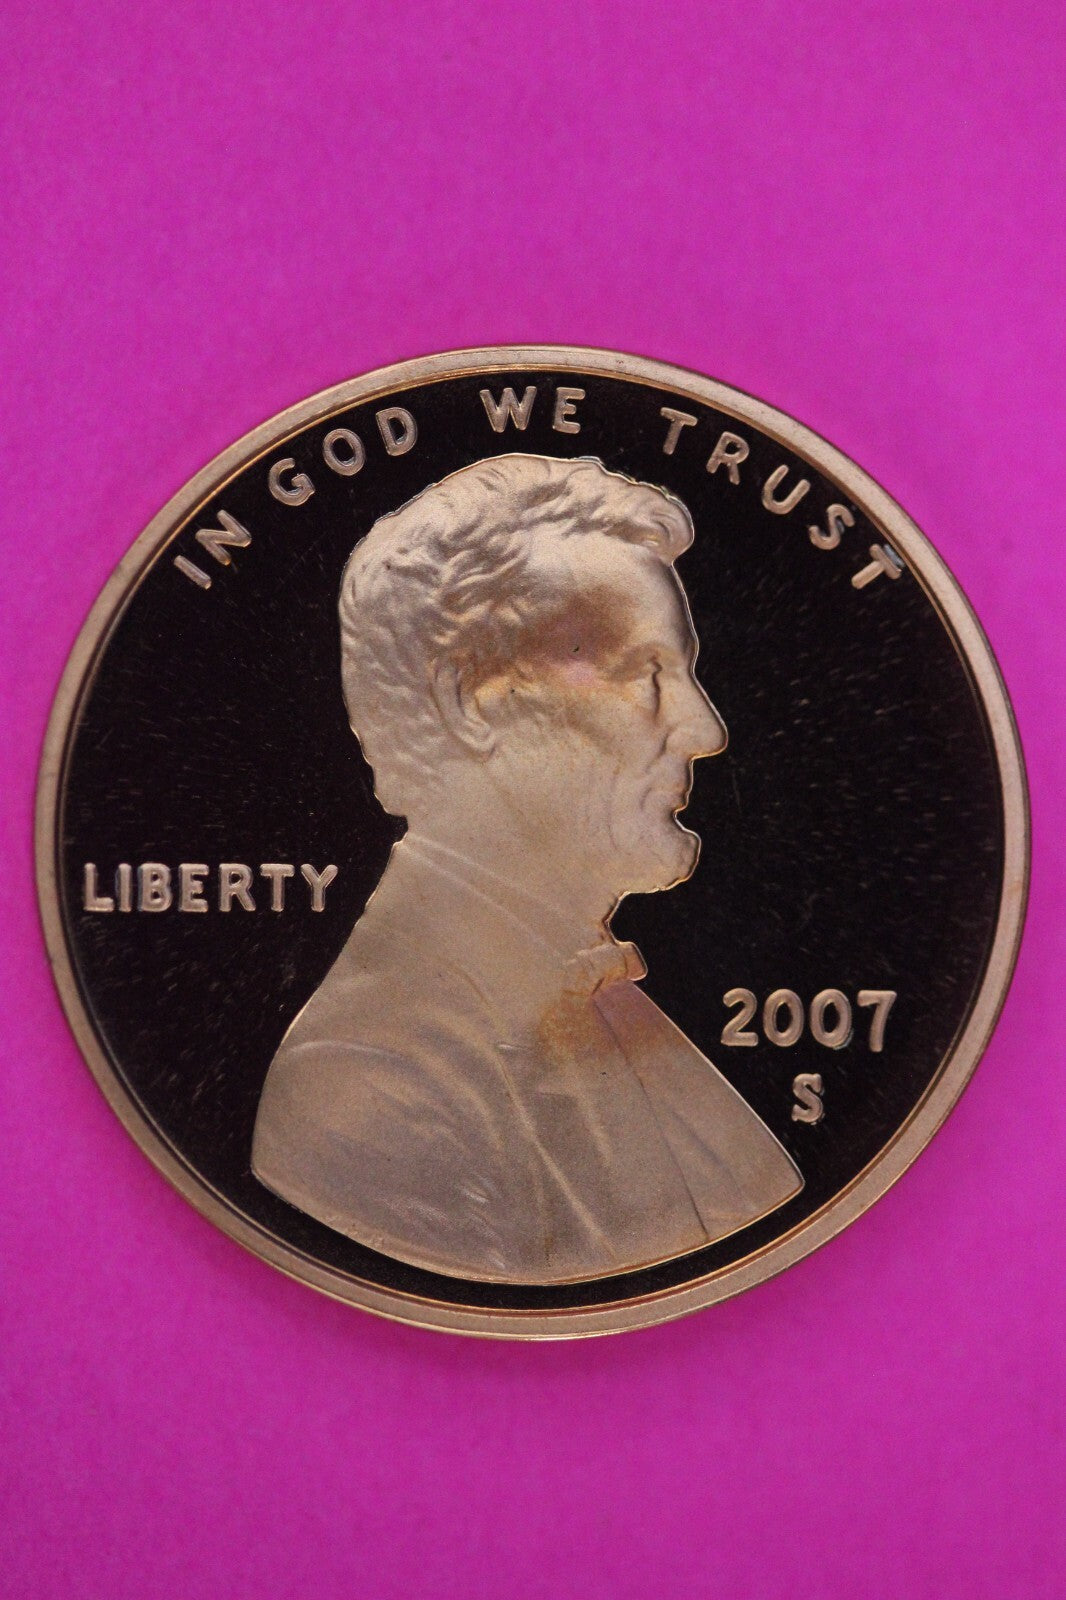 IN GOD WE TRUST
LIBERTY
2007
S